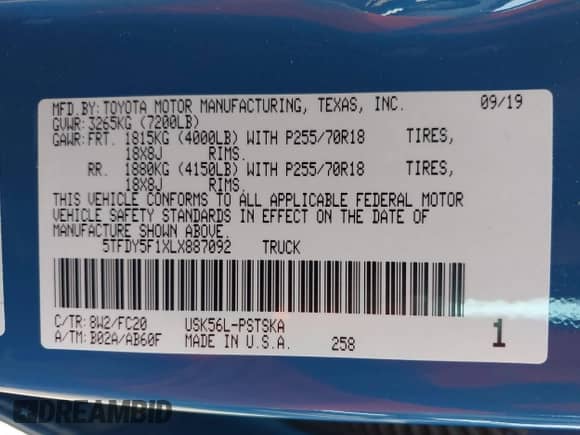 MFD BY: TOYOTA MOTOR MANUFACTURING, TEXAS, INC. 09/19
GVWR: 3265KG (7200LB)
GAWR: FRT. 1815KG (4000LB) WITH P255/70R18 TIRES,
18X8J RIMS.
RR. 1880KG (4150LB) WITH P255/70R18 TIRES,
18X8J RIMS.
THIS VEHICLE CONFORMS TO ALL APPLICABLE FEDERAL MOTOR
VEHICLE SAFETY STANDARDS IN EFFECT ON THE DATE OF
MANUFACTURE SHOWN ABOVE.
5TFDY5F1XLX887092 TRUCK
C/TR: 8W2/FC20 USK56L-PSTSKA
A/TM: B02A/AB60F MADE IN U.S.A. 258 1
DREAMBID